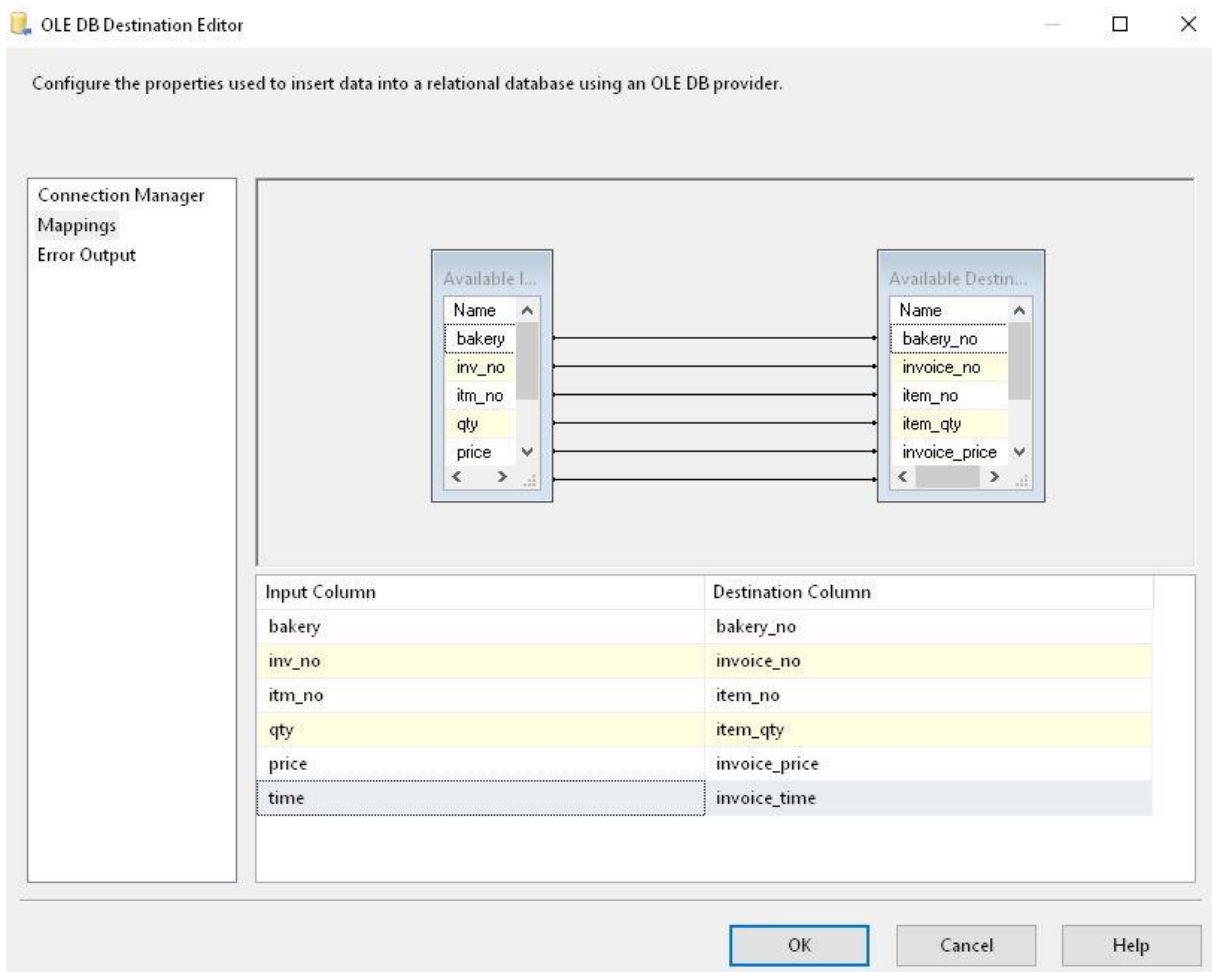 OLE DB Destination Editor
Configure the properties used to insert data into a relational database using an OLE DB provider.
Connection Manager
Mappings
Error Output
Available I...
Name
bakery
inv_no
itm_no
qty
price
Available Destin...
Name
bakery_no
invoice_no
item_no
item_qty
invoice_price
Input Column Destination Column
bakery bakery_no
inv_no invoice_no
itm_no item_no
qty item_qty
price invoice_price
time invoice_time
OK Cancel Help